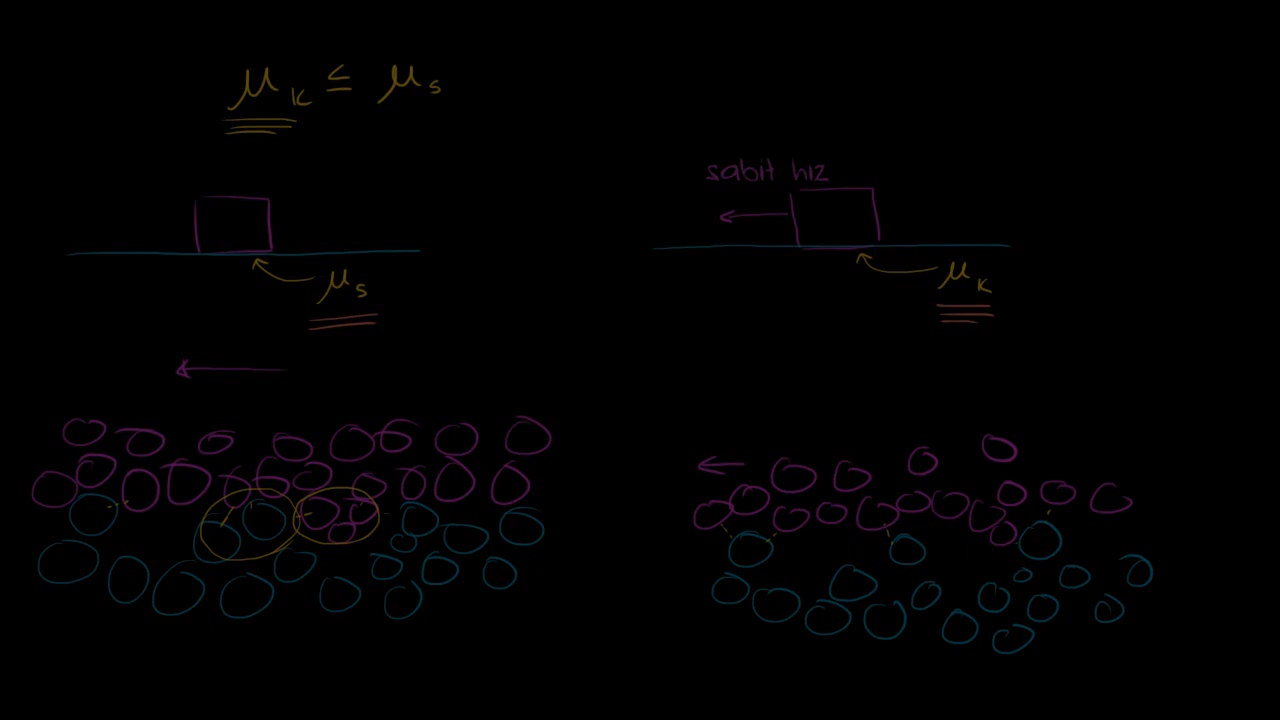 μₖ ≤ μₛ
sabit hız
μₛ
μₖ